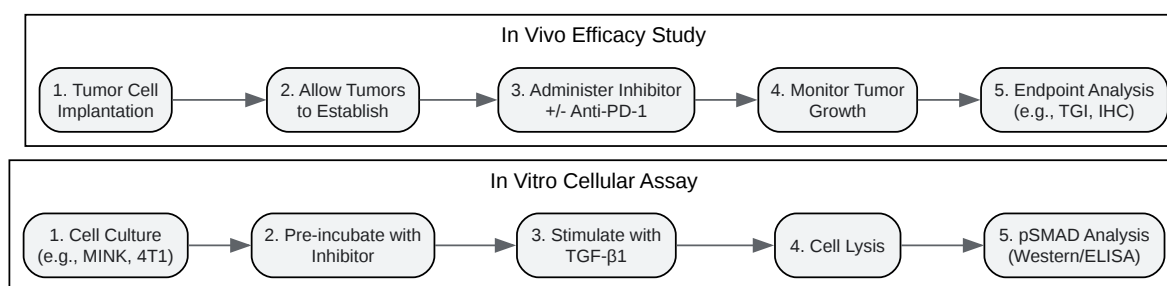 In Vivo Efficacy Study
1. Tumor Cell
Implantation
2. Allow Tumors
to Establish
3. Administer Inhibitor
+/- Anti-PD-1
4. Monitor Tumor
Growth
5. Endpoint Analysis
(e.g., TGI, IHC)
In Vitro Cellular Assay
1. Cell Culture
(e.g., MINK, 4T1)
2. Pre-incubate with
Inhibitor
3. Stimulate with
TGF-β1
4. Cell Lysis
5. pSMAD Analysis
(Western/ELISA)